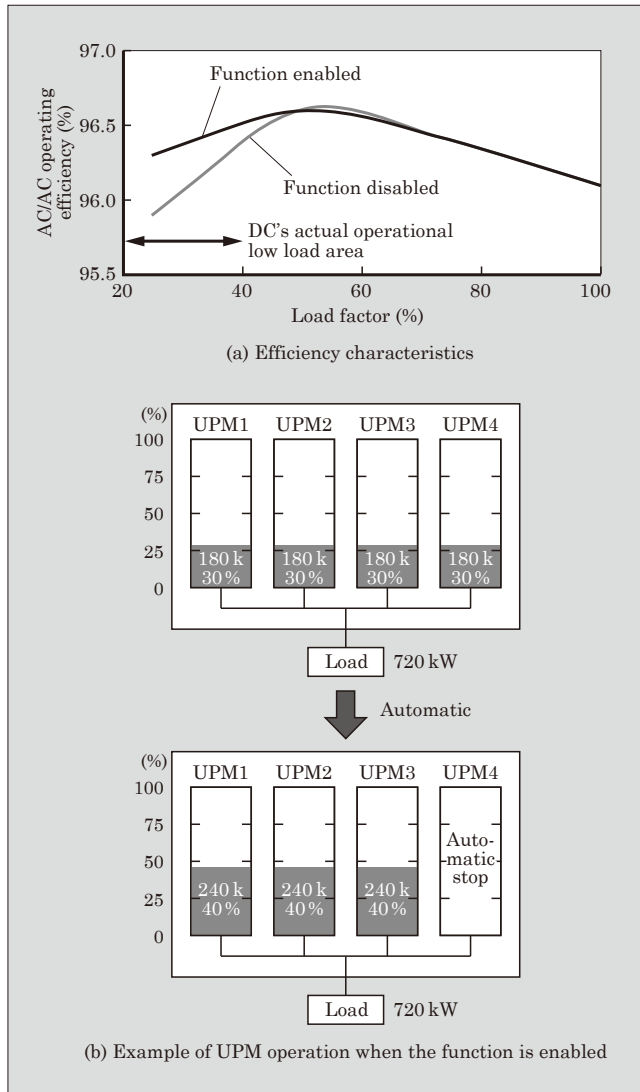 97.0
96.5
96.0
95.5
AC/AC operating
efficiency (%)
Function enabled
Function disabled
DC's actual operational
low load area
20
40
60
80
100
Load factor (%)
(a) Efficiency characteristics
(%)
UPM1
UPM2
UPM3
UPM4
100
75
50
25
0
180 k
30%
180 k
30%
180 k
30%
180 k
30%
Load
720 kW
Automatic
(%)
UPM1
UPM2
UPM3
UPM4
100
75
50
25
0
240 k
40%
240 k
40%
240 k
40%
Auto-
matic
stop
Load
720 kW
(b) Example of UPM operation when the function is enabled